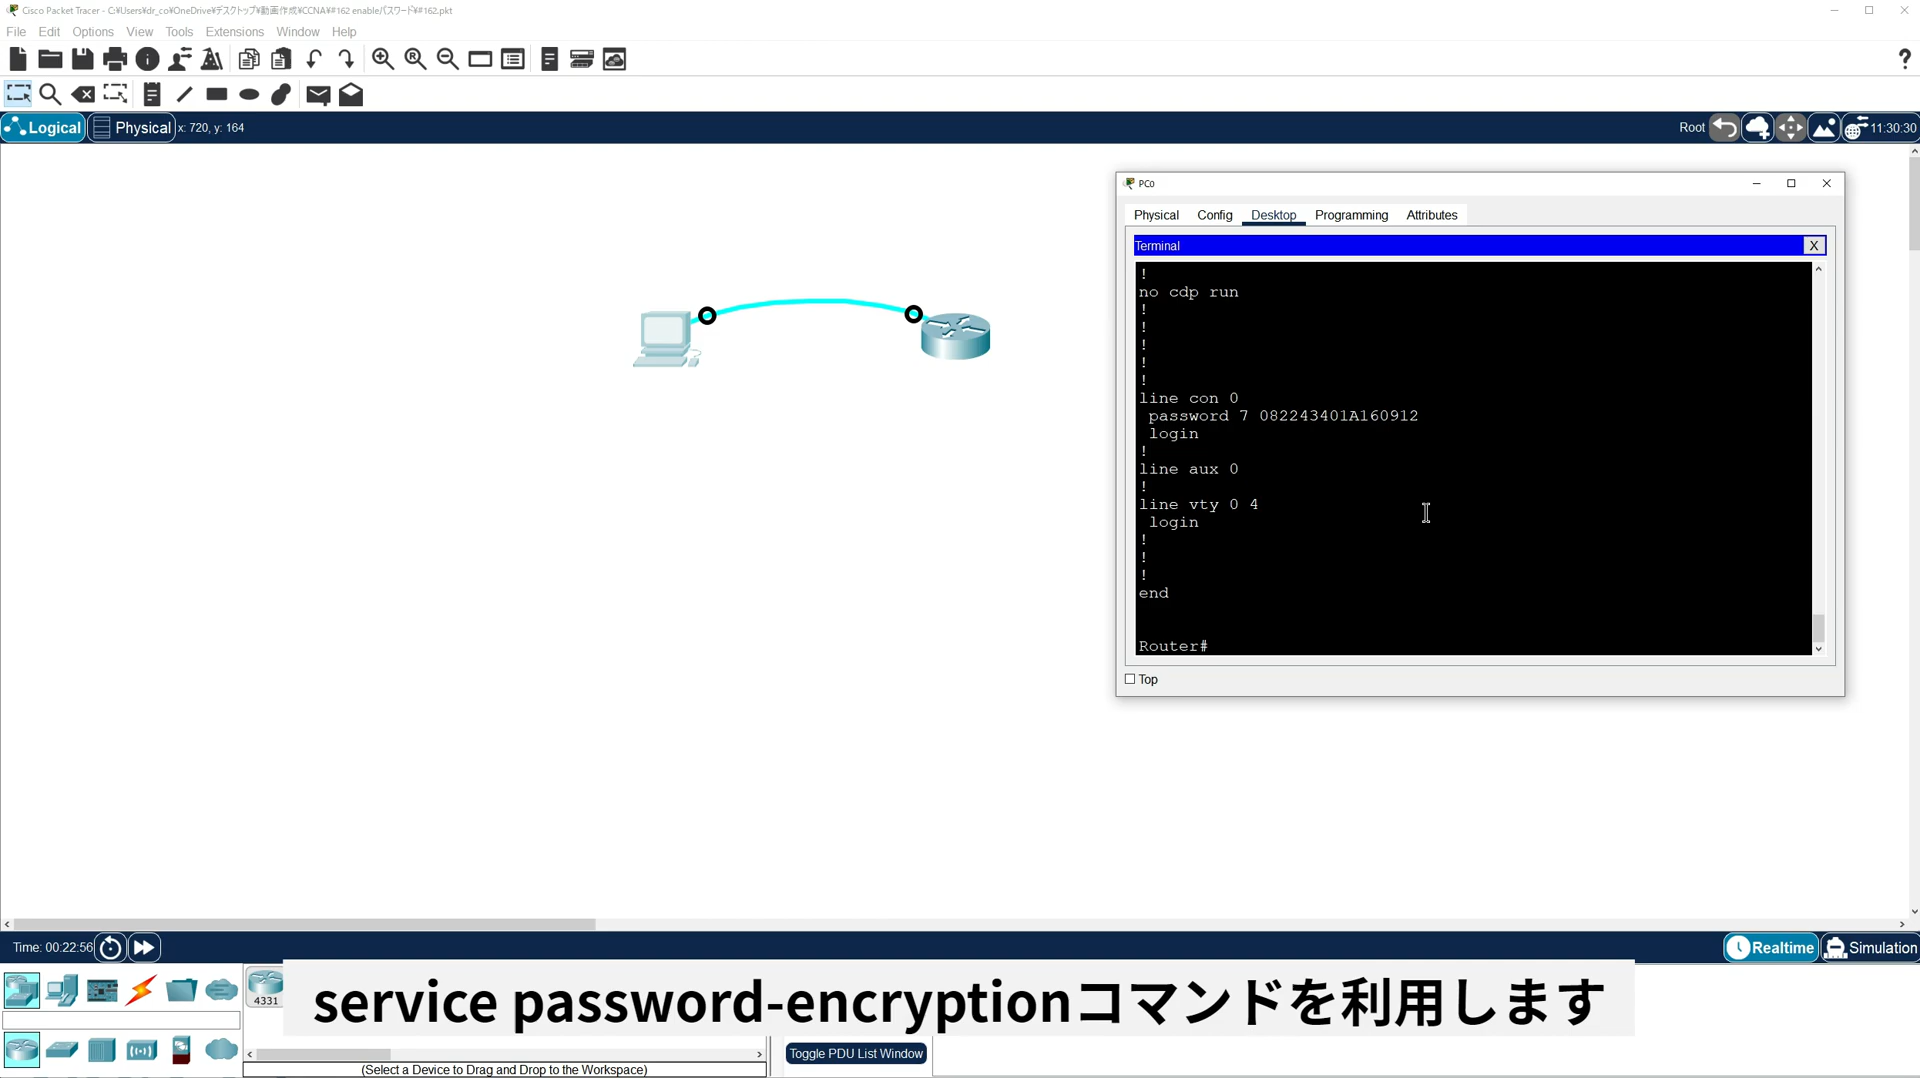 Cisco Packet Tracer - C:¥Users¥dr_co¥OneDrive¥デスクトップ¥動画作成¥CCNA¥#162 enableパスワード¥#162.pkt
File Edit Options View Tools Extensions Window Help
Logical Physical x: 720, y: 164 Root 11:30:30
PC0
Physical Config Desktop Programming Attributes
Terminal X
!
no cdp run
!
!
!
!
!
line con 0
password 7 082243401A160912
login
!
line aux 0
!
line vty 0 4
login
!
!
!
end
Router#
Top
Time: 00:22:56 Realtime Simulation
4331
service password-encryptionコマンドを利用します
Toggle PDU List Window
(Select a Device to Drag and Drop to the Workspace)